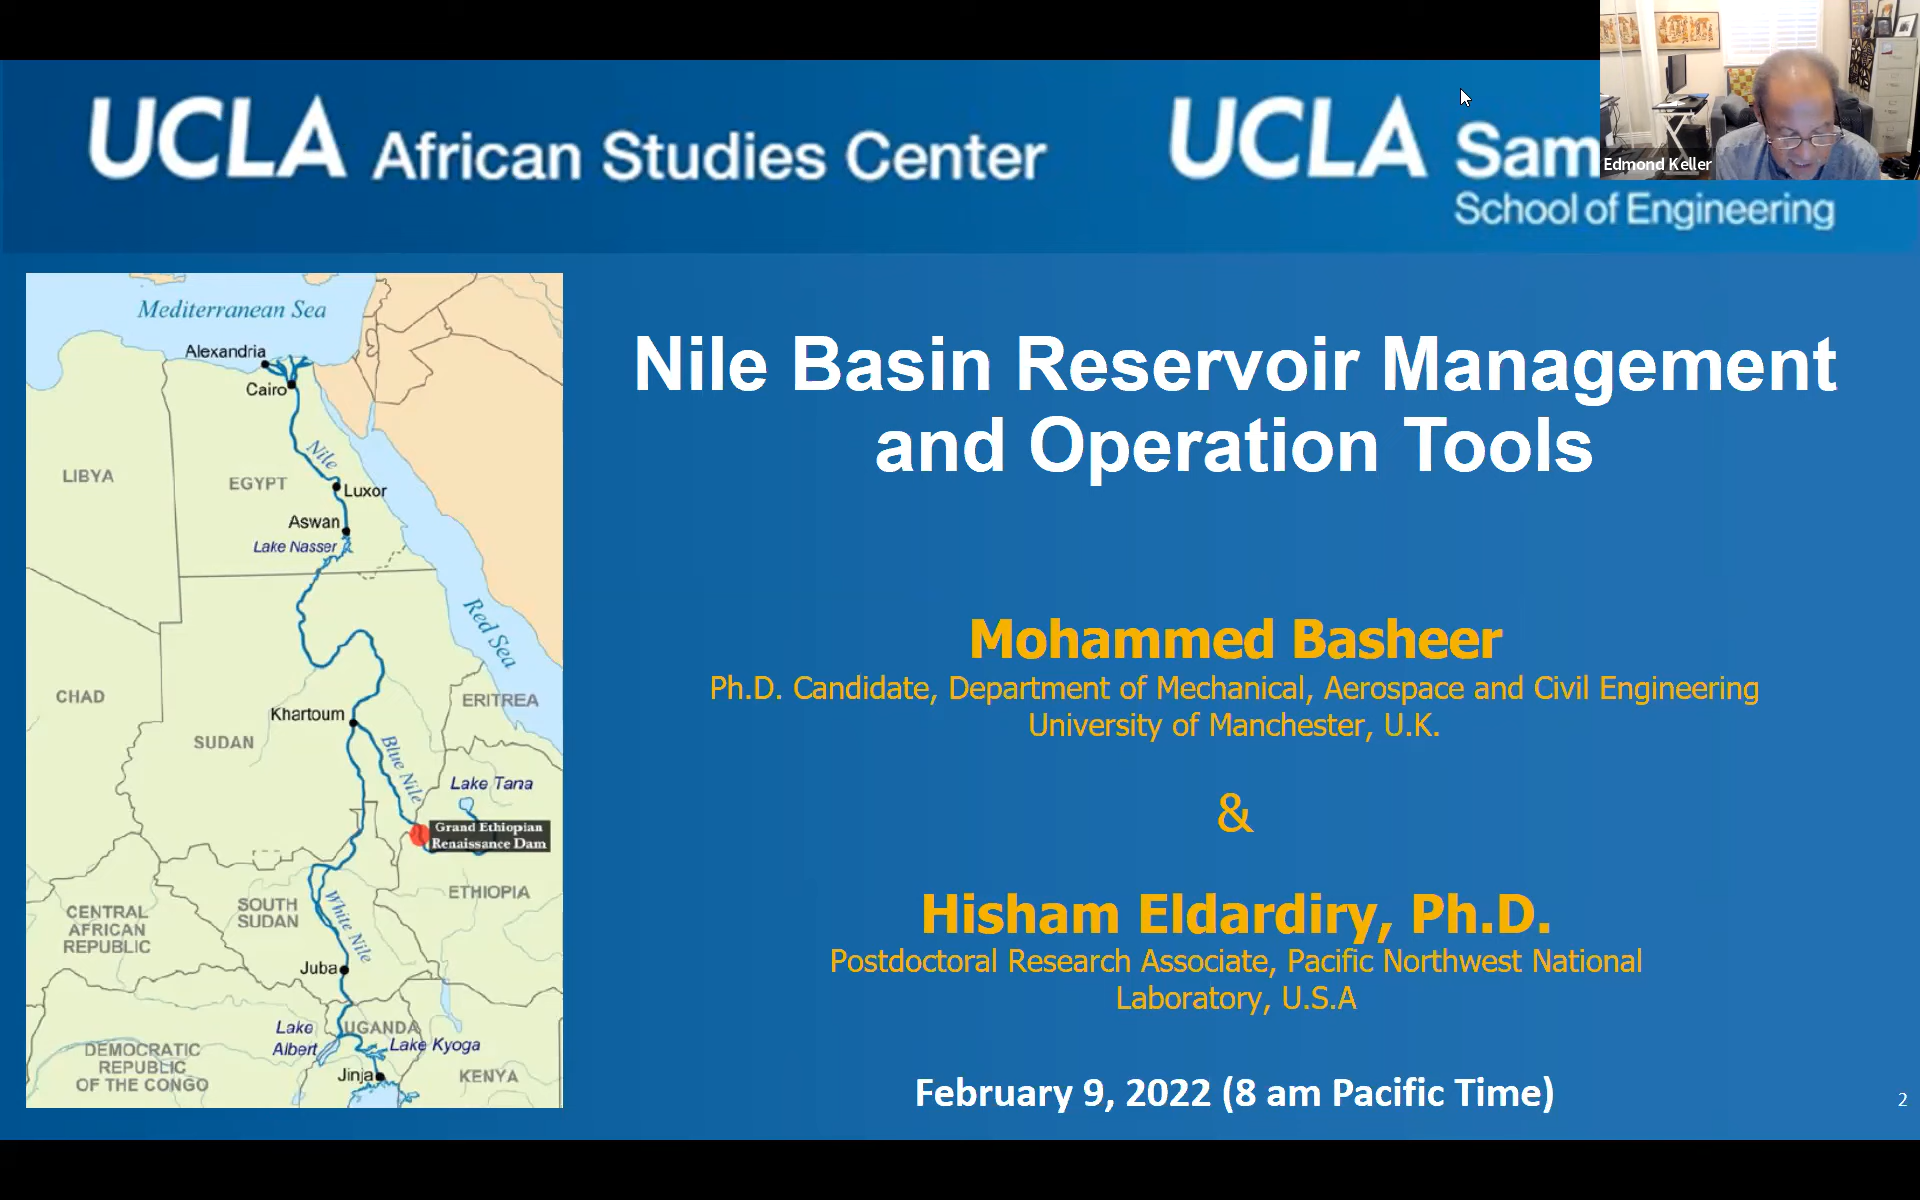 UCLA African Studies Center
UCLA Sam
School of Engineering
Edmond Keller
Nile Basin Reservoir Management
and Operation Tools
Mohammed Basheer
Ph.D. Candidate, Department of Mechanical, Aerospace and Civil Engineering
University of Manchester, U.K.
&
Hisham Eldardiry, Ph.D.
Postdoctoral Research Associate, Pacific Northwest National
Laboratory, U.S.A
February 9, 2022 (8 am Pacific Time)
2
Mediterranean Sea
Alexandria
Cairo
Nile
LIBYA
EGYPT
Luxor
Aswan
Lake Nasser
Red Sea
CHAD
ERITREA
Khartoum
SUDAN
Blue Nile
Lake Tana
Grand Ethiopian
Renaissance Dam
ETHIOPIA
SOUTH
SUDAN
White Nile
CENTRAL
AFRICAN
REPUBLIC
Juba
Lake
Albert
UGANDA
Lake Kyoga
DEMOCRATIC
REPUBLIC
OF THE CONGO
Jinja
KENYA